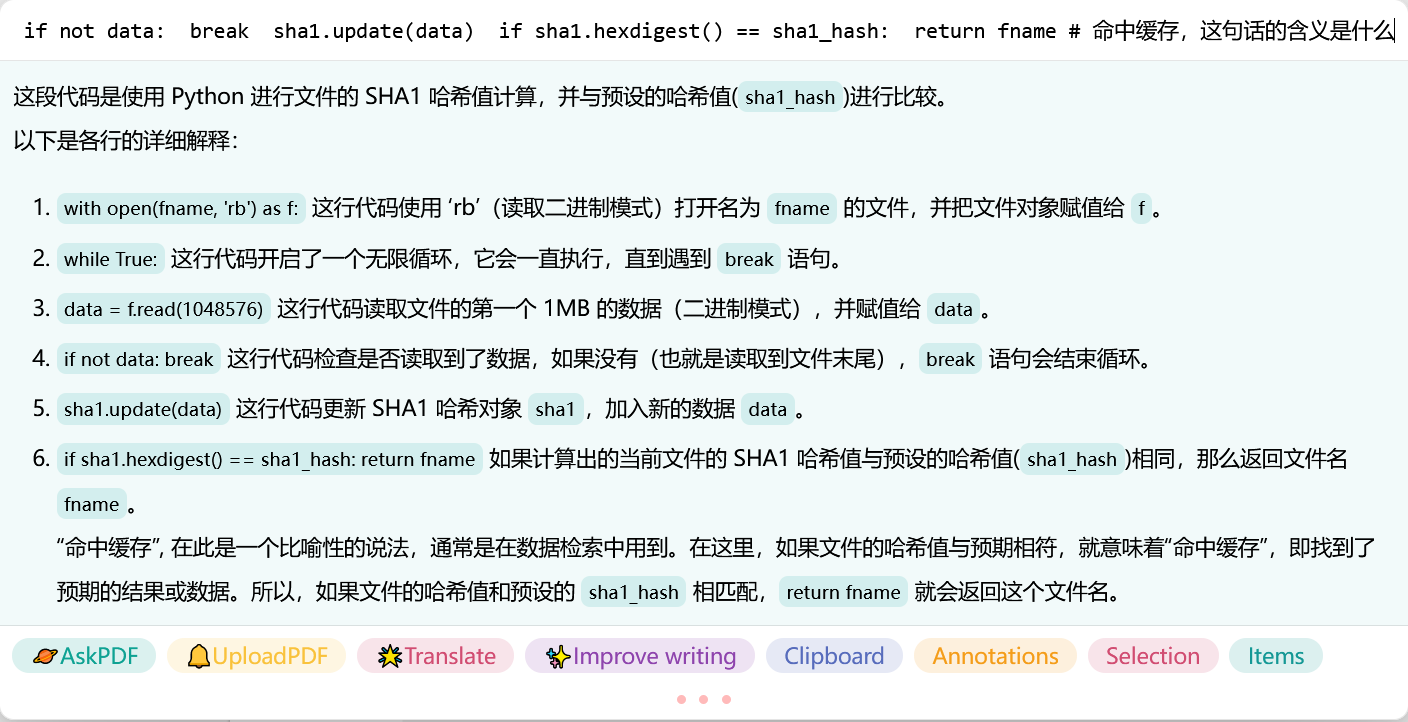 if not data:  break  sha1.update(data)  if sha1.hexdigest() == sha1_hash:  return fname # 命中缓存，这句话的含义是什么
这段代码是使用 Python 进行文件的 SHA1 哈希值计算，并与预设的哈希值( sha1_hash )进行比较。
以下是各行的详细解释：
1. with open(fname, 'rb') as f: 这行代码使用 ‘rb’（读取二进制模式）打开名为 fname 的文件，并把文件对象赋值给 f 。
2. while True: 这行代码开启了一个无限循环，它会一直执行，直到遇到 break 语句。
3. data = f.read(1048576) 这行代码读取文件的第一个 1MB 的数据（二进制模式），并赋值给 data 。
4. if not data: break 这行代码检查是否读取到了数据，如果没有（也就是读取到文件末尾）， break 语句会结束循环。
5. sha1.update(data) 这行代码更新 SHA1 哈希对象 sha1 ，加入新的数据 data 。
6. if sha1.hexdigest() == sha1_hash: return fname 如果计算出的当前文件的 SHA1 哈希值与预设的哈希值( sha1_hash )相同，那么返回文件名
fname 。
“命中缓存”, 在此是一个比喻性的说法，通常是在数据检索中用到。在这里，如果文件的哈希值与预期相符，就意味着“命中缓存”，即找到了
预期的结果或数据。所以，如果文件的哈希值和预设的 sha1_hash 相匹配， return fname 就会返回这个文件名。
🪐AskPDF 🔔UploadPDF 🌟Translate ✨Improve writing Clipboard Annotations Selection Items